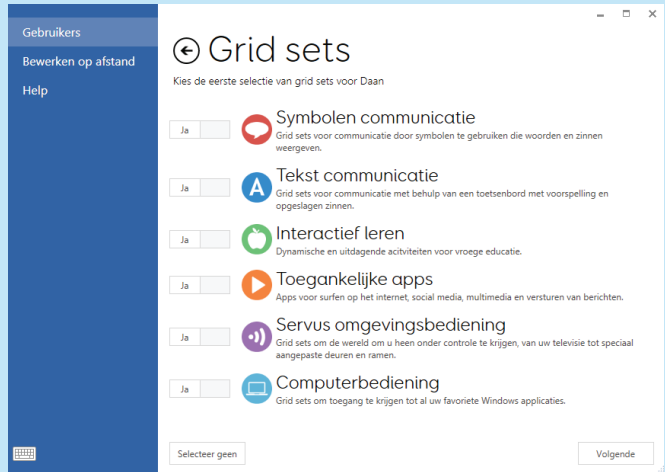 Gebruikers
Bewerken op afstand
Help
Grid sets
Kies de eerste selectie van grid sets voor Daan
Ja
Symbolen communicatie
Grid sets voor communicatie door symbolen te gebruiken die woorden en zinnen
weergeven.
Ja
A
Tekst communicatie
Grid sets voor communicatie met behulp van een toetsenbord met voorspelling en
opgeslagen zinnen.
Ja
Interactief leren
Dynamische en uitdagende acitviteiten voor vroege educatie.
Ja
Toegankelijke apps
Apps voor surfen op het internet, social media, multimedia en versturen van berichten.
Ja
Servus omgevingsbediening
Grid sets om de wereld om u heen onder controle te krijgen, van uw televisie tot speciaal
aangepaste deuren en ramen.
Ja
Computerbediening
Grid sets om toegang te krijgen tot al uw favoriete Windows applicaties.
Selecteer geen
Volgende